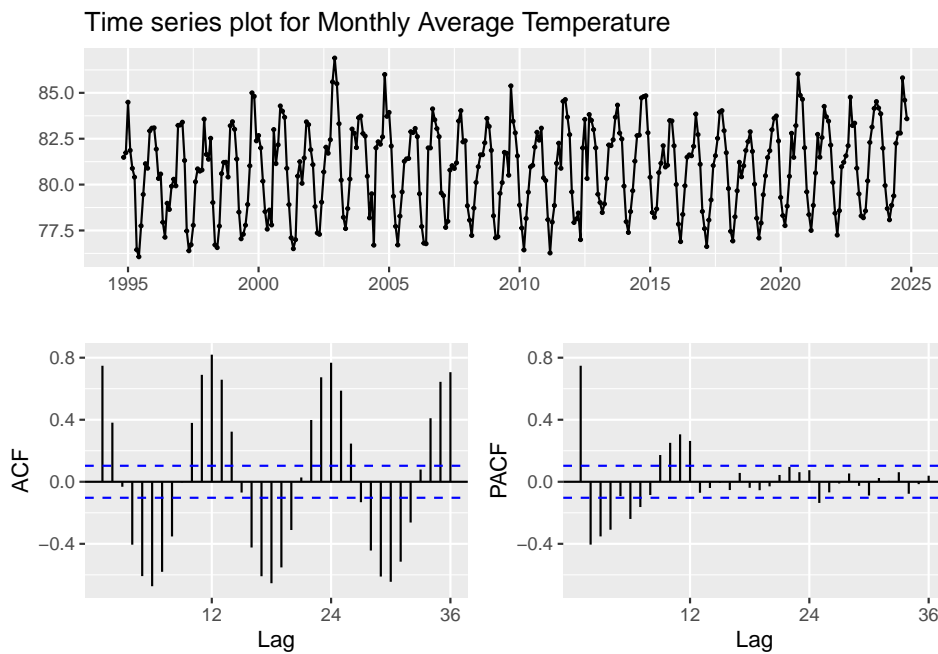 Time series plot for Monthly Average Temperature
85.0
82.5
80.0
77.5
1995 2000 2005 2010 2015 2020 2025
0.8
0.4
0.0
−0.4
ACF
12 24 36
Lag
0.8
0.4
0.0
−0.4
PACF
12 24 36
Lag